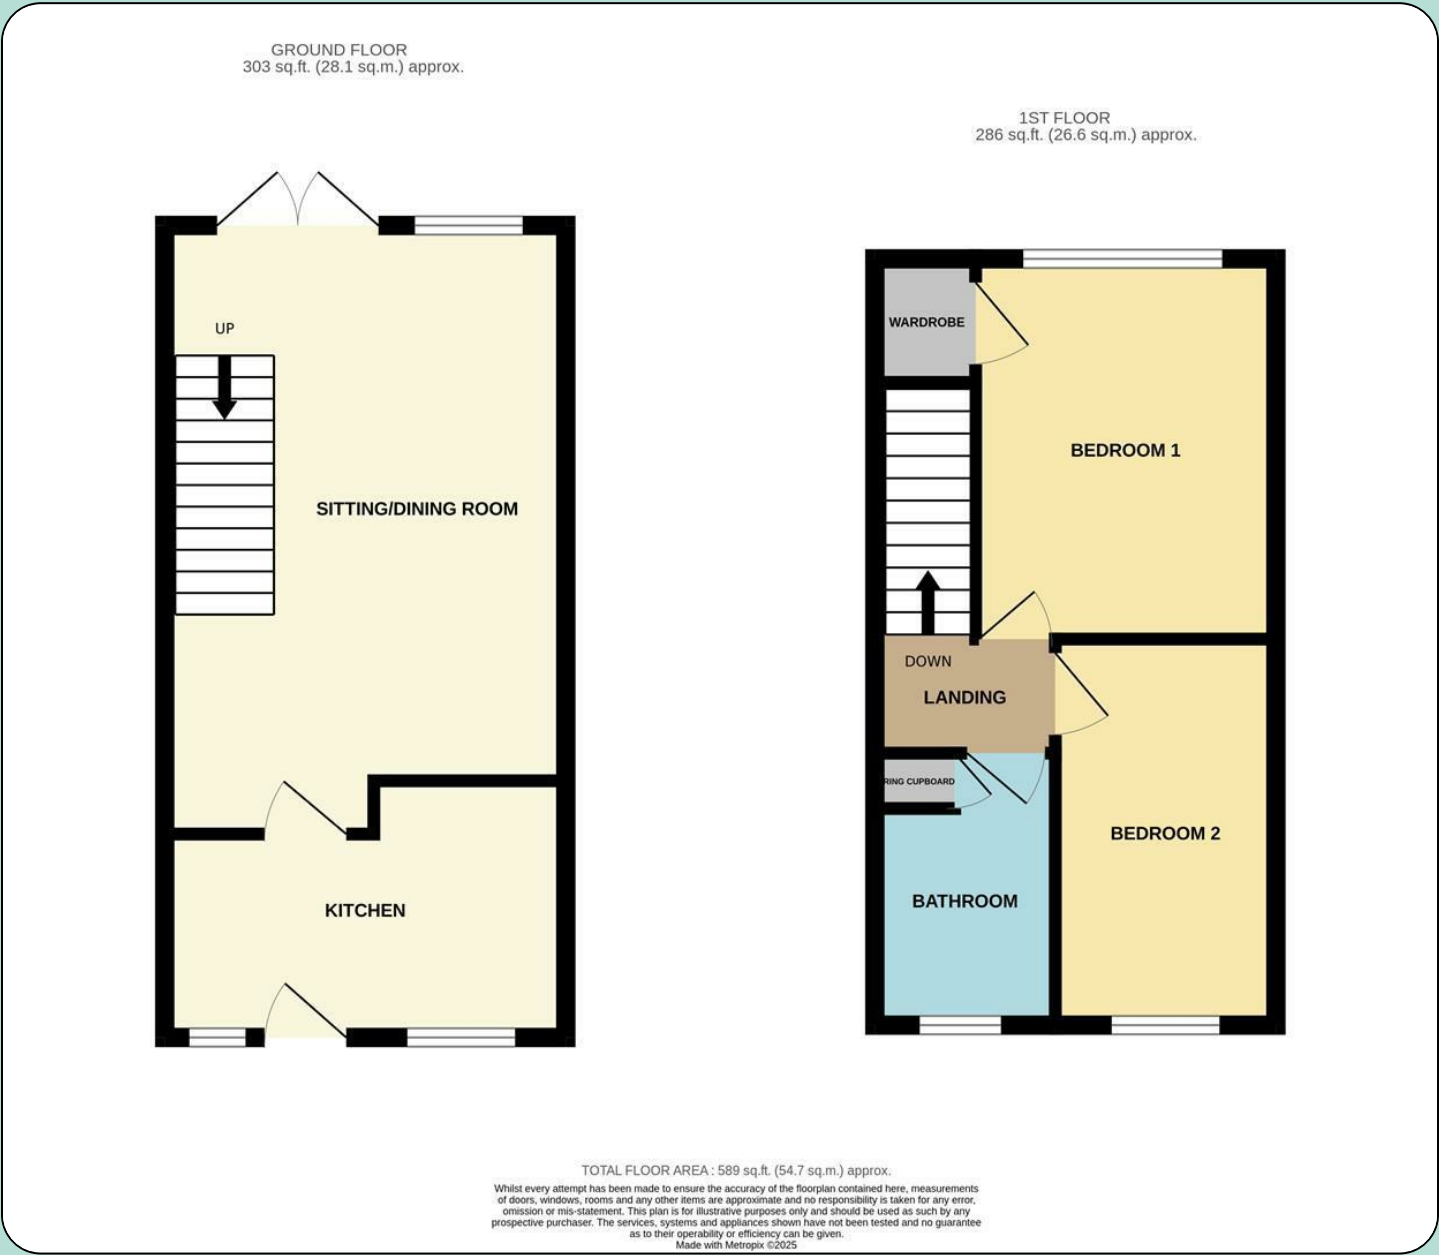 GROUND FLOOR
303 sq.ft. (28.1 sq.m.) approx.
1ST FLOOR
286 sq.ft. (26.6 sq.m.) approx.
UP
SITTING/DINING ROOM
KITCHEN
WARDROBE
BEDROOM 1
DOWN
LANDING
RING CUPBOARD
BEDROOM 2
BATHROOM
TOTAL FLOOR AREA : 589 sq.ft. (54.7 sq.m.) approx.
Whilst every attempt has been made to ensure the accuracy of the floorplan contained here, measurements
of doors, windows, rooms and any other items are approximate and no responsibility is taken for any error,
omission or mis-statement. This plan is for illustrative purposes only and should be used as such by any
prospective purchaser. The services, systems and appliances shown have not been tested and no guarantee
as to their operability or efficiency can be given.
Made with Metropix ©2025